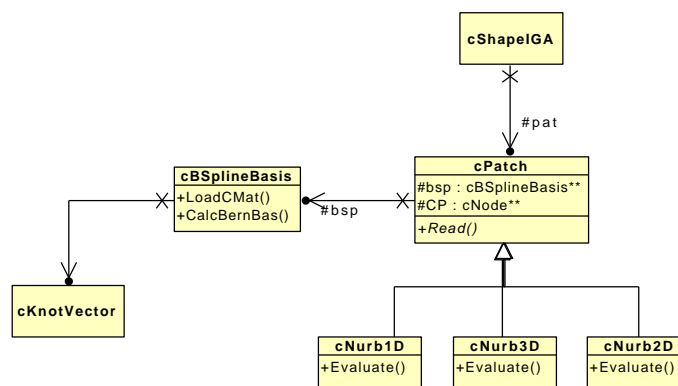 cShapeIGA
#pat
cPatch
#bsp : cBSplineBasis**
#CP : cNode**
+Read()
cBSplineBasis
+LoadCMat()
+CalcBernBas()
#bsp
cKnotVector
cNurb1D
+Evaluate()
cNurb3D
+Evaluate()
cNurb2D
+Evaluate()